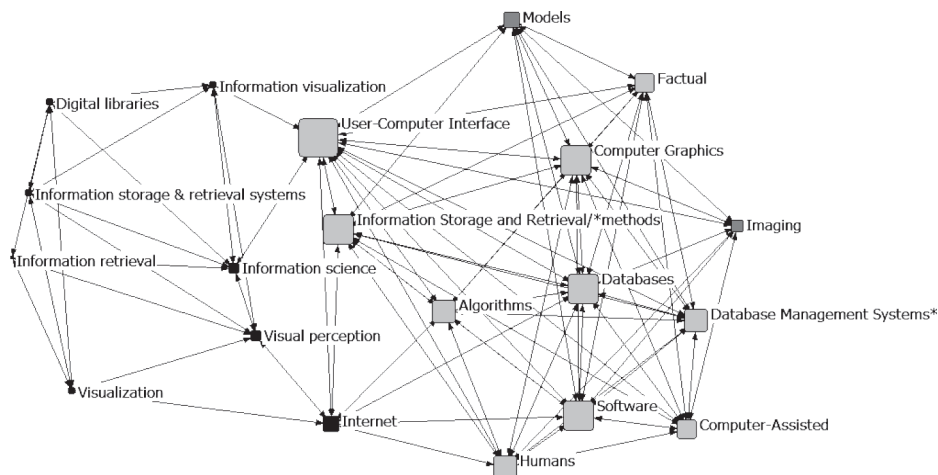 Models
Factual
Information visualization
Digital libraries
User-Computer Interface
Computer Graphics
Information storage & retrieval systems
Information Storage and Retrieval/*methods
Imaging
Information retrieval
Information science
Databases
Algorithms
Database Management Systems*
Visual perception
Visualization
Software
Internet
Computer-Assisted
Humans